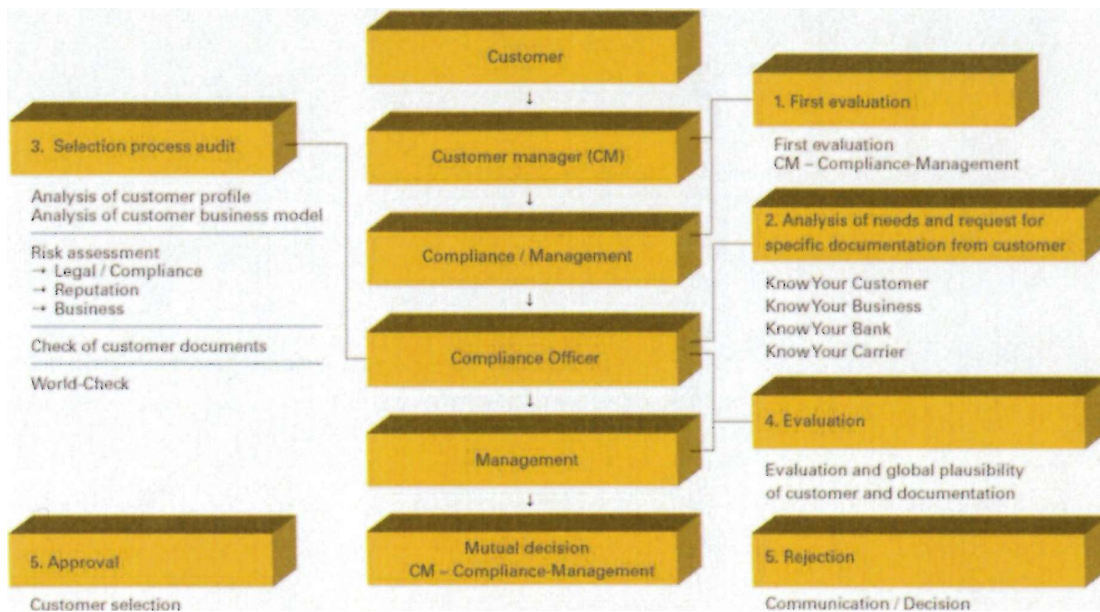 Customer
1. First evaluation
3. Selection process audit
Customer manager (CM)
First evaluation
CM – Compliance-Management
Analysis of customer profile
Analysis of customer business model
2. Analysis of needs and request for
specific documentation from customer
Risk assessment
→ Legal / Compliance
→ Reputation
→ Business
Compliance / Management
Know Your Customer
Know Your Business
Know Your Bank
Know Your Carrier
Check of customer documents
World-Check
Compliance Officer
4. Evaluation
Management
Evaluation and global plausibility
of customer and documentation
5. Approval
Customer selection
Mutual decision
CM – Compliance-Management
5. Rejection
Communication / Decision